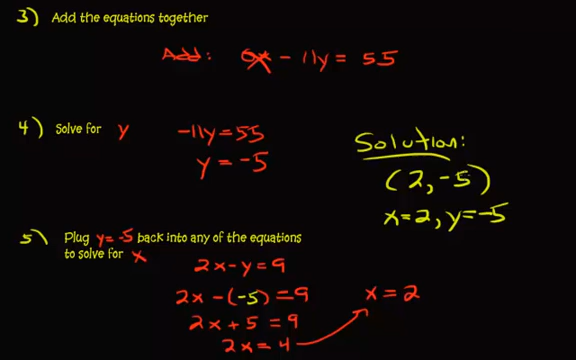 3) Add the equations together
Add: 0x - 11y = 55
4) Solve for y
-11y = 55
y = -5
Solution:
(2, -5)
x = 2, y = -5
5) Plug y = -5 back into any of the equations
to solve for x
2x - y = 9
2x - (-5) = 9
2x + 5 = 9
2x = 4
x = 2